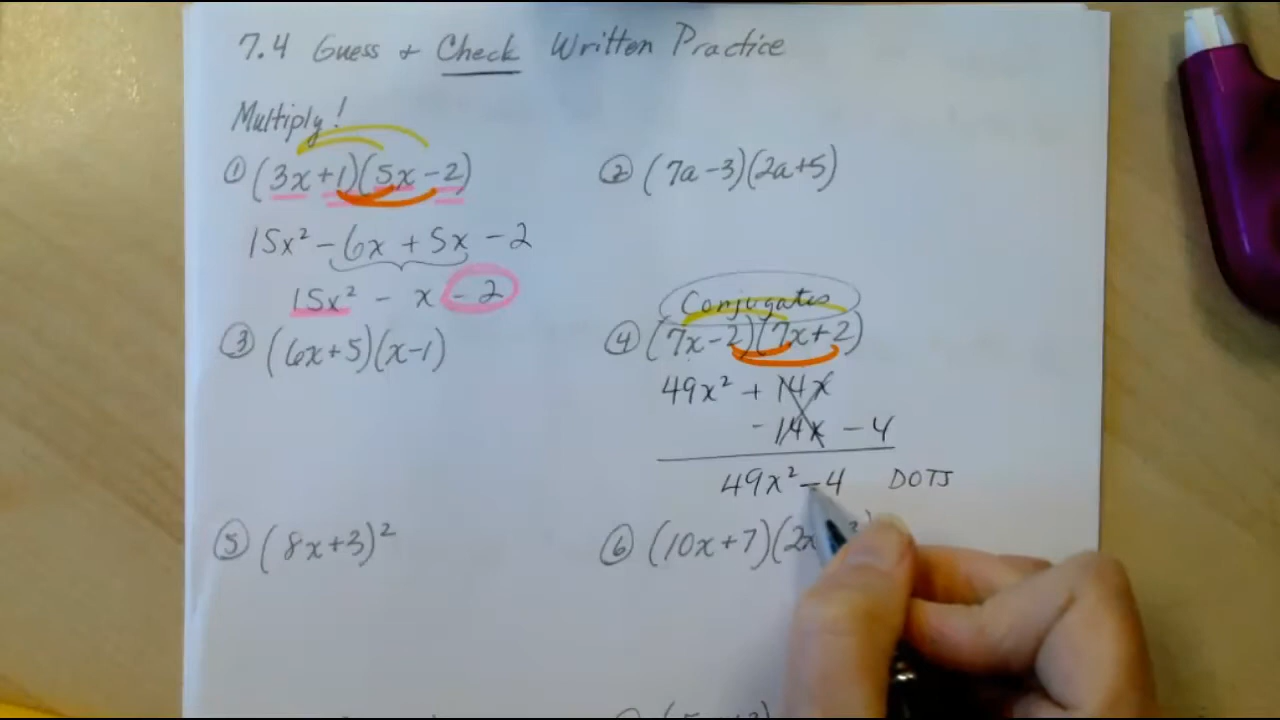 7.4 Guess + Check Written Practice
Multiply!
① (3x+1)(5x-2)
15x² - 6x + 5x - 2
15x² - x - 2
② (7a-3)(2a+5)
③ (6x+5)(x-1)
Conjugates
④ (7x-2)(7x+2)
49x² + 14x
- 14x - 4
49x² - 4 DOTS
⑤ (8x+3)²
⑥ (10x+7)(2x